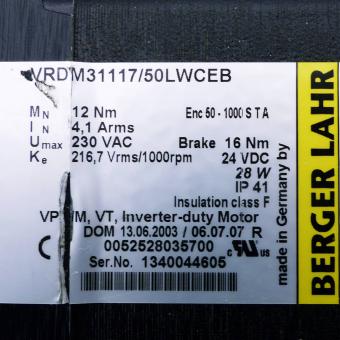 VRDM31117/50LWCEB
MN 12 Nm Enc 50 - 1000 S T A
IN 4,1 Arms
Umax 230 VAC Brake 16 Nm
Ke 216,7 Vrms/1000rpm 24 VDC
28 W
IP 41
Insulation class F
VT, Inverter-duty Motor
DOM 13.06.2003 / 06.07.07 R
0052528035700
Ser.No. 1340044605
made in Germany by
BERGER LAHR